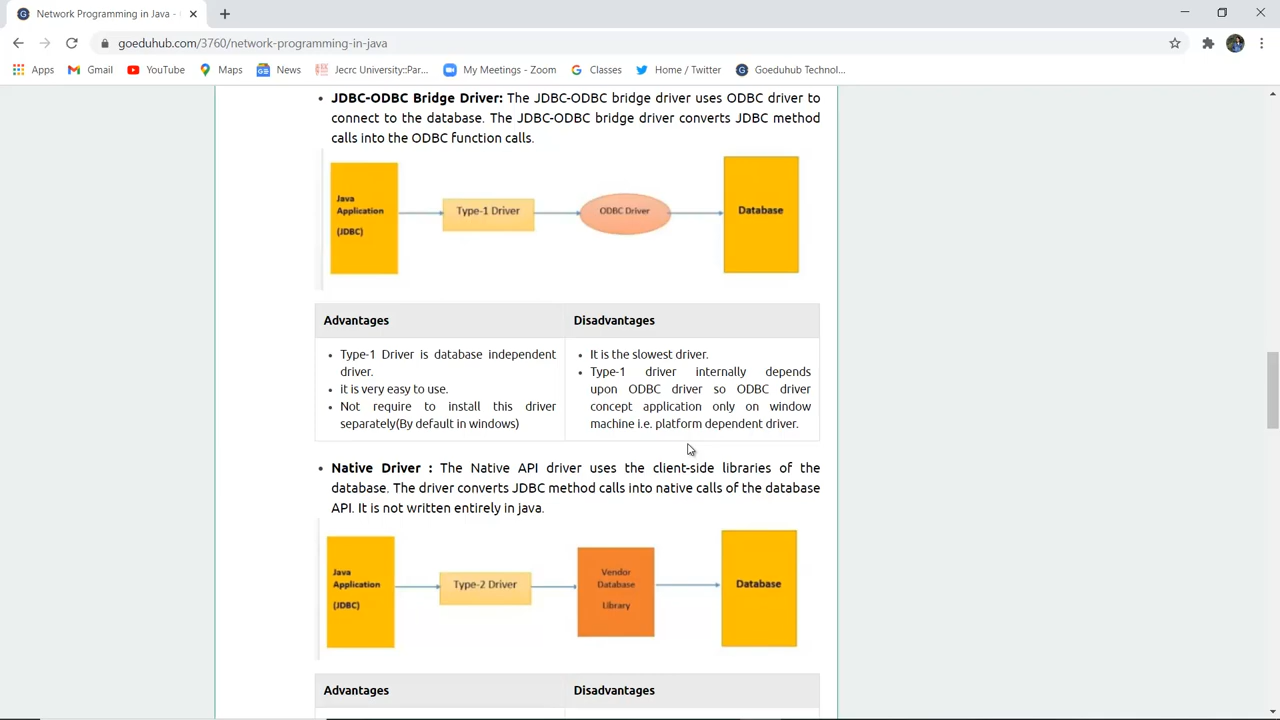 Network Programming in Java -
goeduhub.com/3760/network-programming-in-java
Apps
Gmail
YouTube
Maps
News
Jecrc University::Par...
My Meetings - Zoom
Classes
Home / Twitter
Goeduhub Technol...
• JDBC-ODBC Bridge Driver: The JDBC-ODBC bridge driver uses ODBC driver to
connect to the database. The JDBC-ODBC bridge driver converts JDBC method
calls into the ODBC function calls.
Java
Application
(JDBC)
Type-1 Driver
ODBC Driver
Database
Advantages
Disadvantages
• Type-1 Driver is database independent
driver.
• it is very easy to use.
• Not require to install this driver
separately(By default in windows)
• It is the slowest driver.
• Type-1 driver internally depends
upon ODBC driver so ODBC driver
concept application only on window
machine i.e. platform dependent driver.
• Native Driver : The Native API driver uses the client-side libraries of the
database. The driver converts JDBC method calls into native calls of the database
API. It is not written entirely in java.
Java
Application
(JDBC)
Type-2 Driver
Vendor
Database
Library
Database
Advantages
Disadvantages